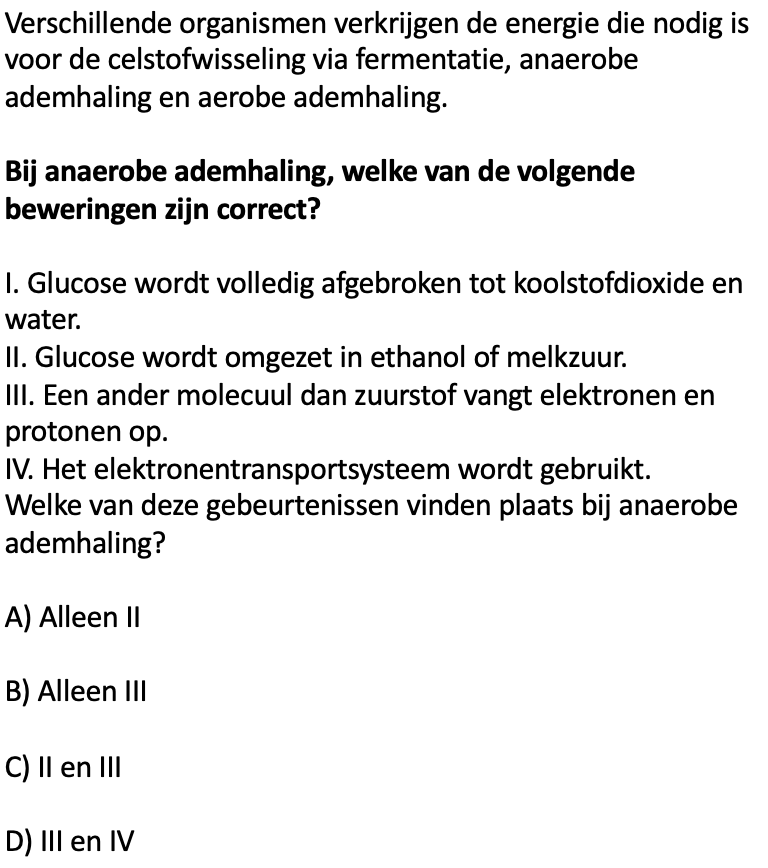 Verschillende organismen verkrijgen de energie die nodig is
voor de celstofwisseling via fermentatie, anaerobe
ademhaling en aerobe ademhaling.
Bij anaerobe ademhaling, welke van de volgende
beweringen zijn correct?
I. Glucose wordt volledig afgebroken tot koolstofdioxide en
water.
II. Glucose wordt omgezet in ethanol of melkzuur.
III. Een ander molecuul dan zuurstof vangt elektronen en
protonen op.
IV. Het elektronentransportsysteem wordt gebruikt.
Welke van deze gebeurtenissen vinden plaats bij anaerobe
ademhaling?
A) Alleen II
B) Alleen III
C) II en III
D) III en IV